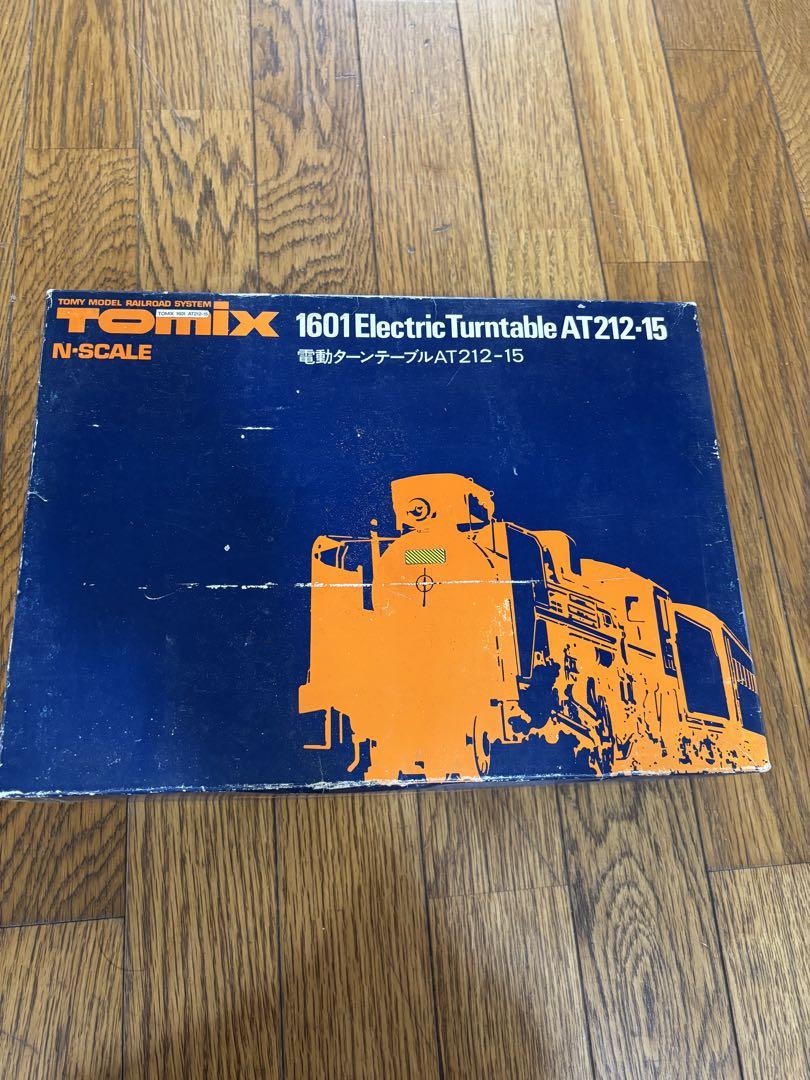 TOMY MODEL RAILROAD SYSTEM
TOMIX
TOMIX 1601 AT212-15
N-SCALE
1601 Electric Turntable AT212-15
電動ターンテーブルAT212-15